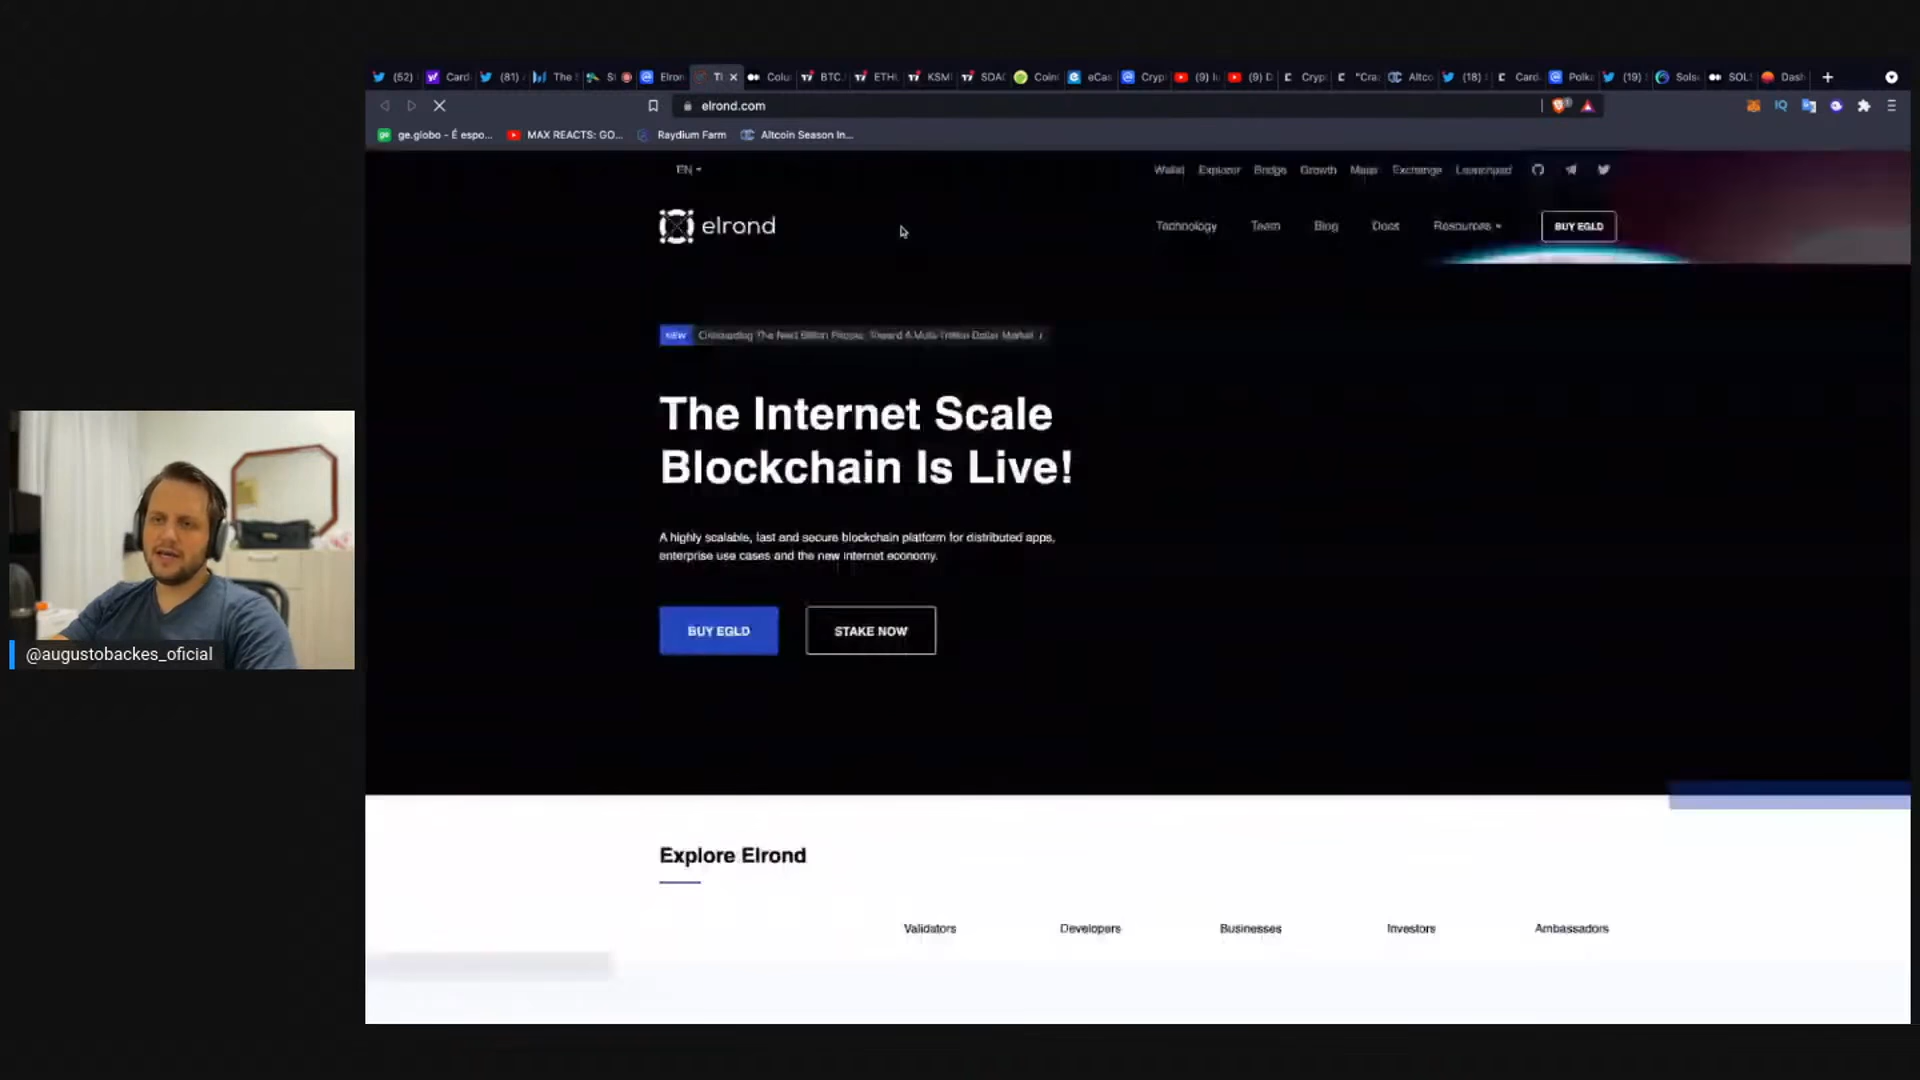 (52) Card (81) The S Elron Ti Colu BTC. ETHU KSM SDAO Coin eCas Cryp (9) (9) D Cryp "Cra Altco (18) Card Polka (19) Sols SOL Dash
elrond.com
ge.globo - É espo... MAX REACTS: GO... Raydium Farm Altcoin Season In...
EN Wallet Explorer Bridge Growth Maiar Exchange Launchpad
elrond Technology Team Blog Docs Resources BUY EGLD
NEW Onboarding The Next Billion People. Toward A Multi-Trillion Dollar Market
The Internet Scale
Blockchain Is Live!
A highly scalable, fast and secure blockchain platform for distributed apps,
enterprise use cases and the new internet economy.
BUY EGLD STAKE NOW
@augustobackes_oficial
Explore Elrond
Validators Developers Businesses Investors Ambassadors